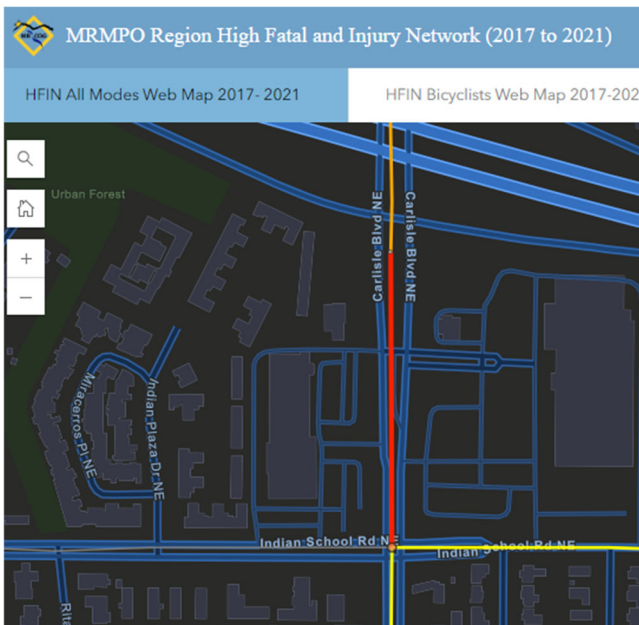 MRMPO Region High Fatal and Injury Network (2017 to 2021)
HFIN All Modes Web Map 2017- 2021
HFIN Bicyclists Web Map 2017-202
Urban Forest
Carlisle Blvd NE
Carlisle Blvd NE
Miracerros Pl NE
Indian Plaza Dr NE
Indian School Rd NE
Indian School Rd NE